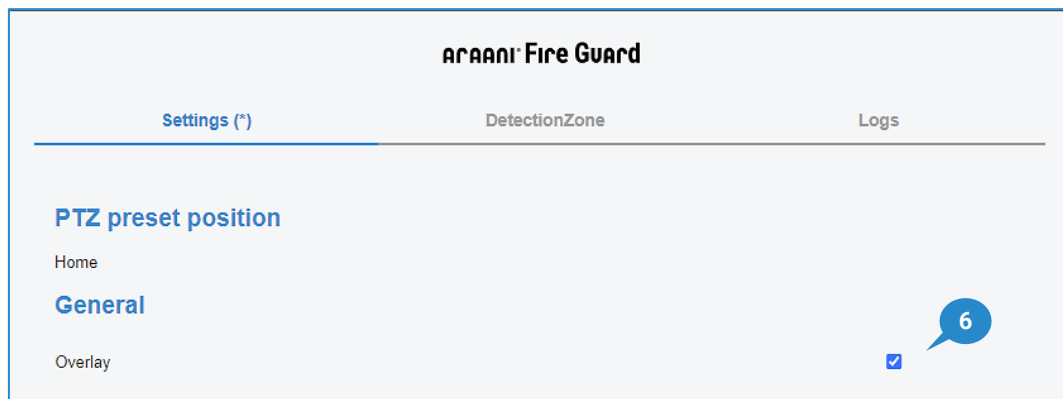 araani Fire Guard
Settings (*) DetectionZone Logs
PTZ preset position
Home
General
6
Overlay